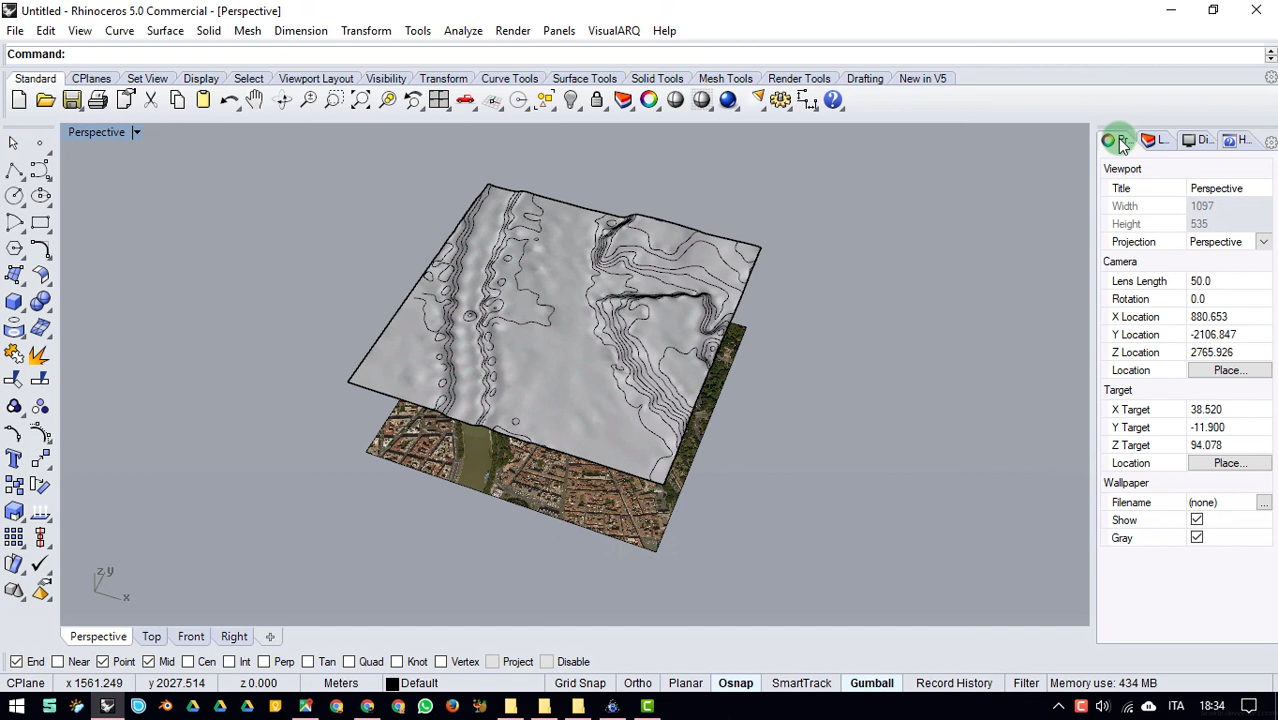 Untitled - Rhinoceros 5.0 Commercial - [Perspective]
File Edit View Curve Surface Solid Mesh Dimension Transform Tools Analyze Render Panels VisualARQ Help
Command:
Standard CPlanes Set View Display Select Viewport Layout Visibility Transform Curve Tools Surface Tools Solid Tools Mesh Tools Render Tools Drafting New in V5
Perspective
Pr... L... Di... H...
Viewport
Title Perspective
Width 1097
Height 535
Projection Perspective
Camera
Lens Length 50.0
Rotation 0.0
X Location 880.653
Y Location -2106.847
Z Location 2765.926
Location Place...
Target
X Target 38.520
Y Target -11.900
Z Target 94.078
Location Place...
Wallpaper
Filename (none) ...
Show
Gray
z y
x
Perspective Top Front Right
End Near Point Mid Cen Int Perp Tan Quad Knot Vertex Project Disable
CPlane x 1561.249 y 2027.514 z 0.000 Meters Default Grid Snap Ortho Planar Osnap SmartTrack Gumball Record History Filter Memory use: 434 MB
ITA 18:34